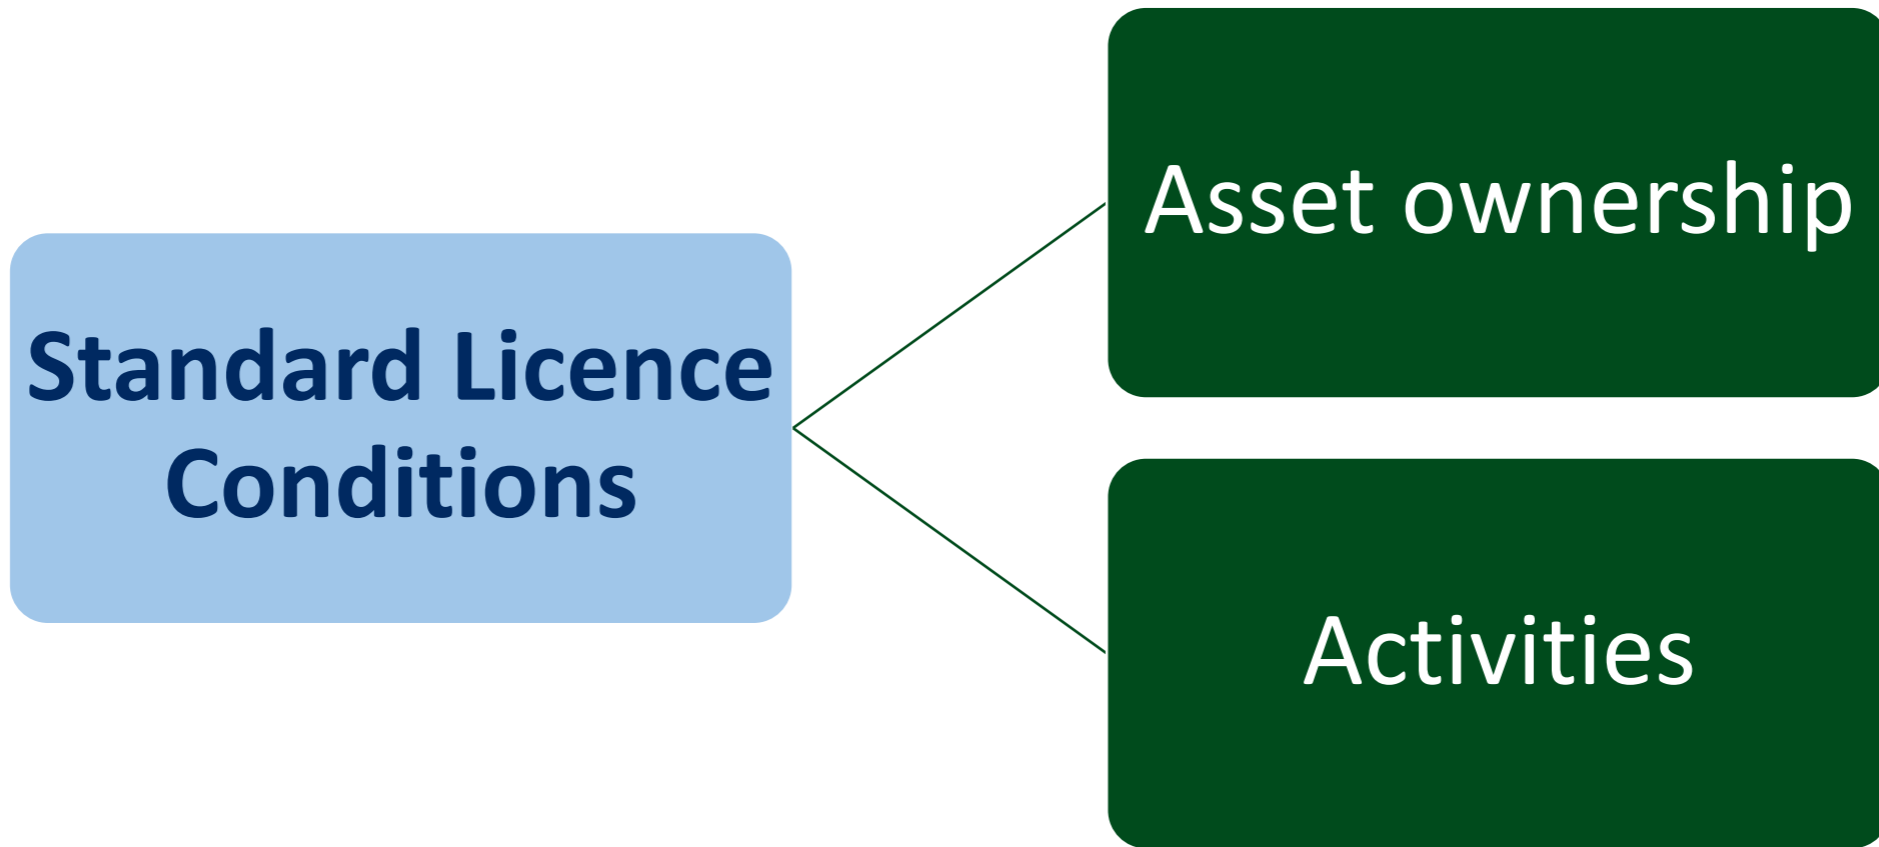 Standard Licence
Conditions
Asset ownership
Activities